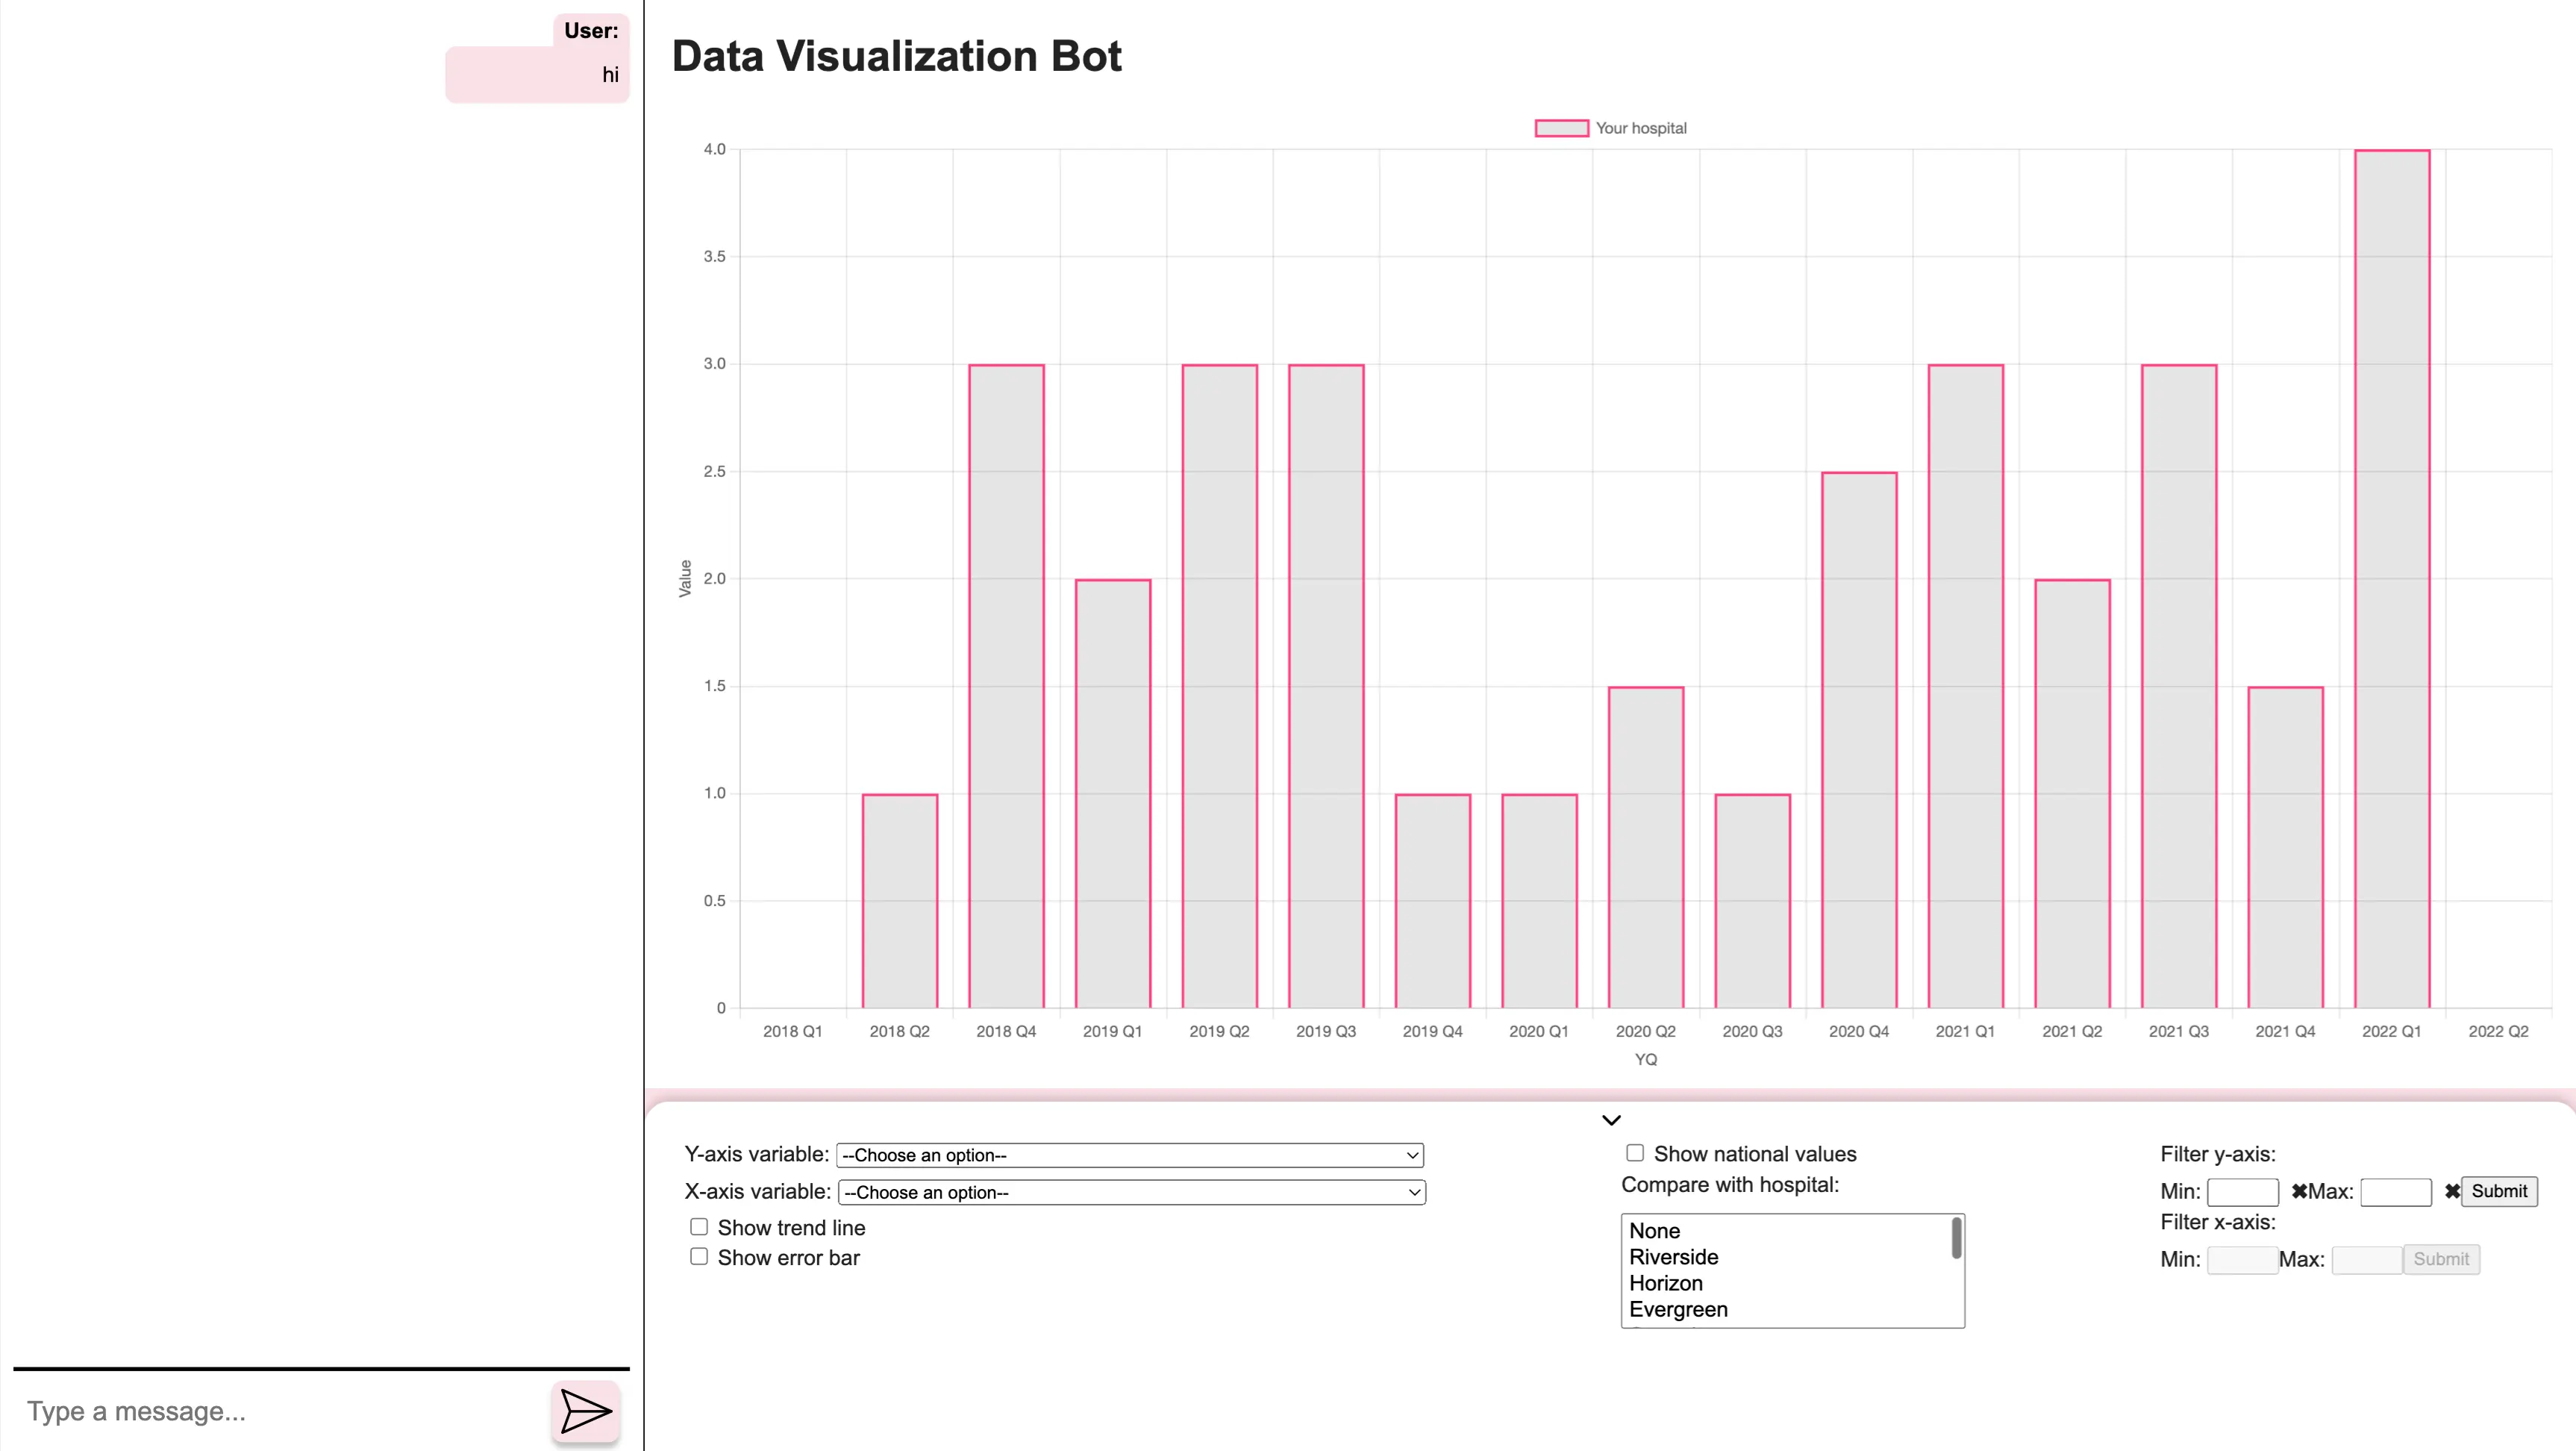 User:
hi
Type a message...
Data Visualization Bot
Your hospital
4.0
3.5
3.0
2.5
2.0
1.5
1.0
0.5
0
Value
2018 Q1 2018 Q2 2018 Q4 2019 Q1 2019 Q2 2019 Q3 2019 Q4 2020 Q1 2020 Q2 2020 Q3 2020 Q4 2021 Q1 2021 Q2 2021 Q3 2021 Q4 2022 Q1 2022 Q2
YQ
Y-axis variable: --Choose an option--
X-axis variable: --Choose an option--
Show trend line
Show error bar
Show national values
Compare with hospital:
None
Riverside
Horizon
Evergreen
Filter y-axis:
Min: ✖Max: ✖ Submit
Filter x-axis:
Min: Max: Submit